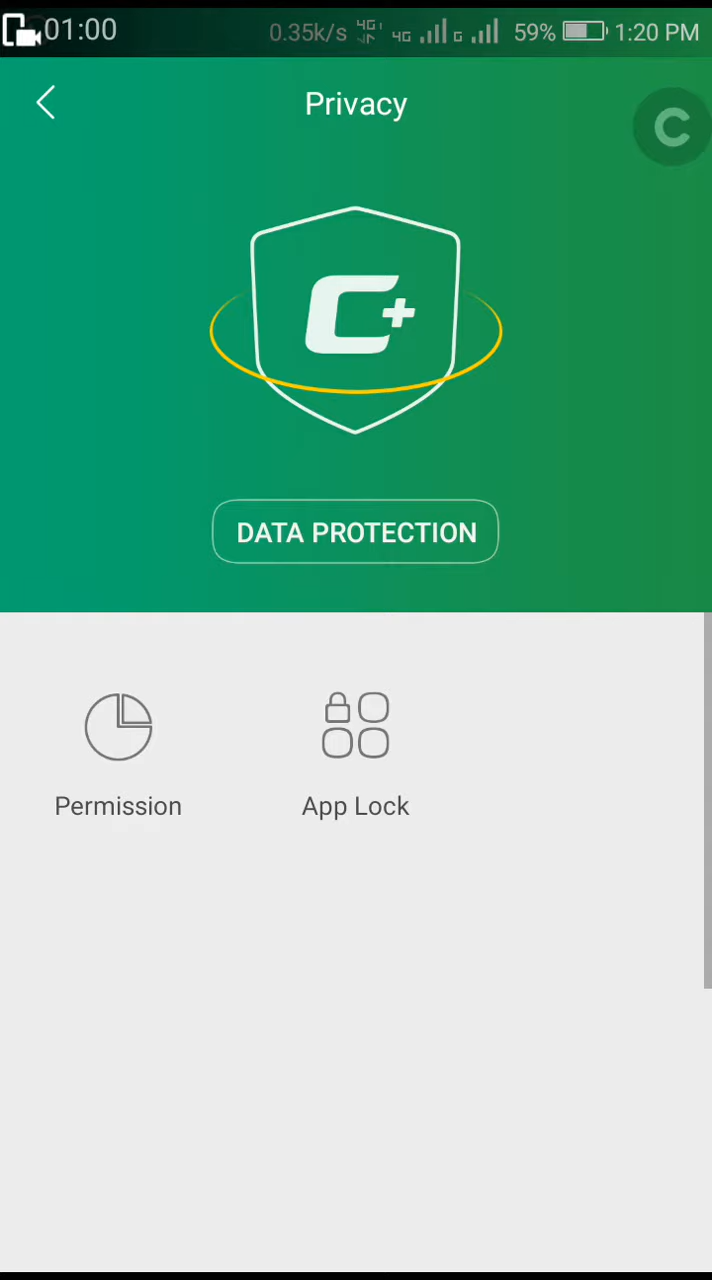 01:00 0.35k/s 4G 4G G 59% 1:20 PM
Privacy
C
C+
DATA PROTECTION
Permission App Lock